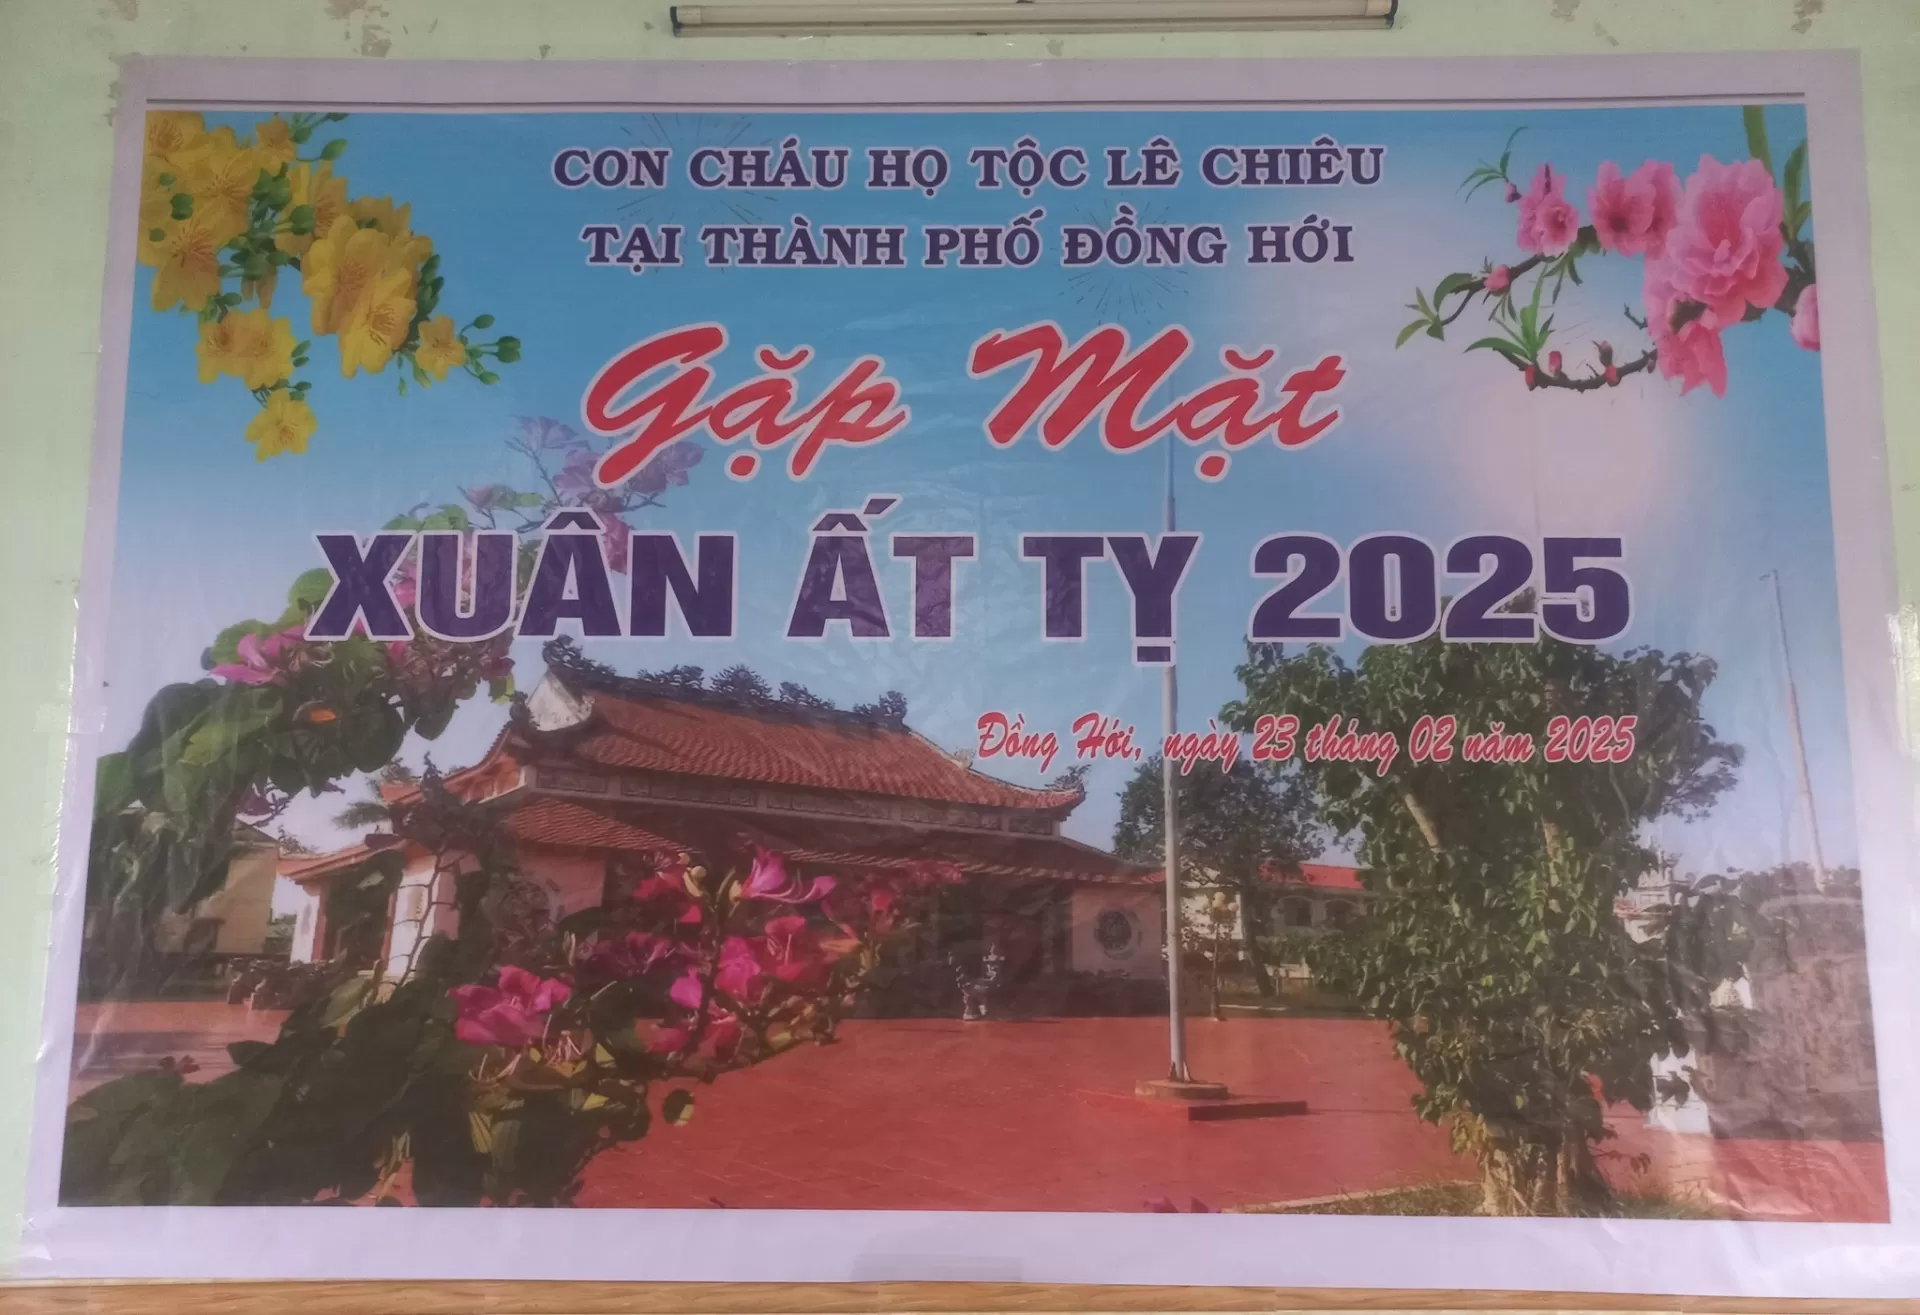 CON CHÁU HỌ TỘC LÊ CHIÊU
TẠI THÀNH PHỐ ĐỒNG HỚI
Gặp Mặt
XUÂN ẤT TỴ 2025
Đồng Hới, ngày 23 tháng 02 năm 2025